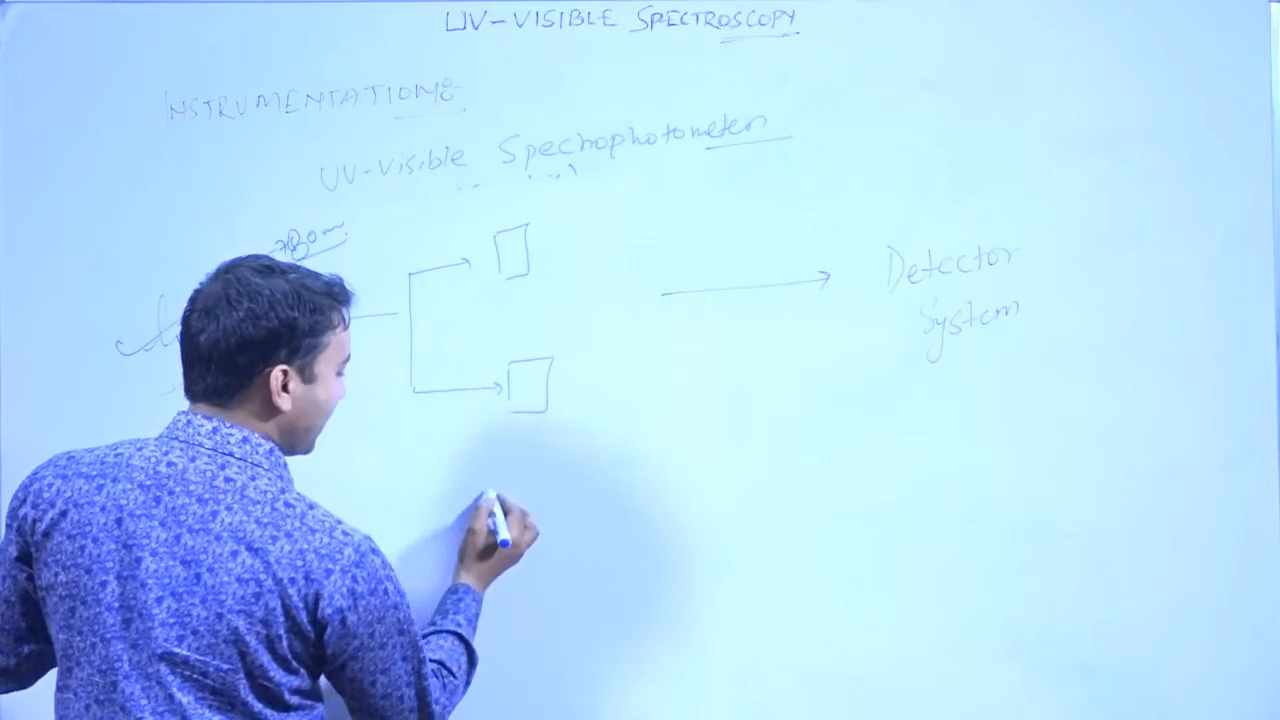 UV-VISIBLE SPECTROSCOPY
INSTRUMENTATION:
UV-Visible Spectrophotometer
Detector
System